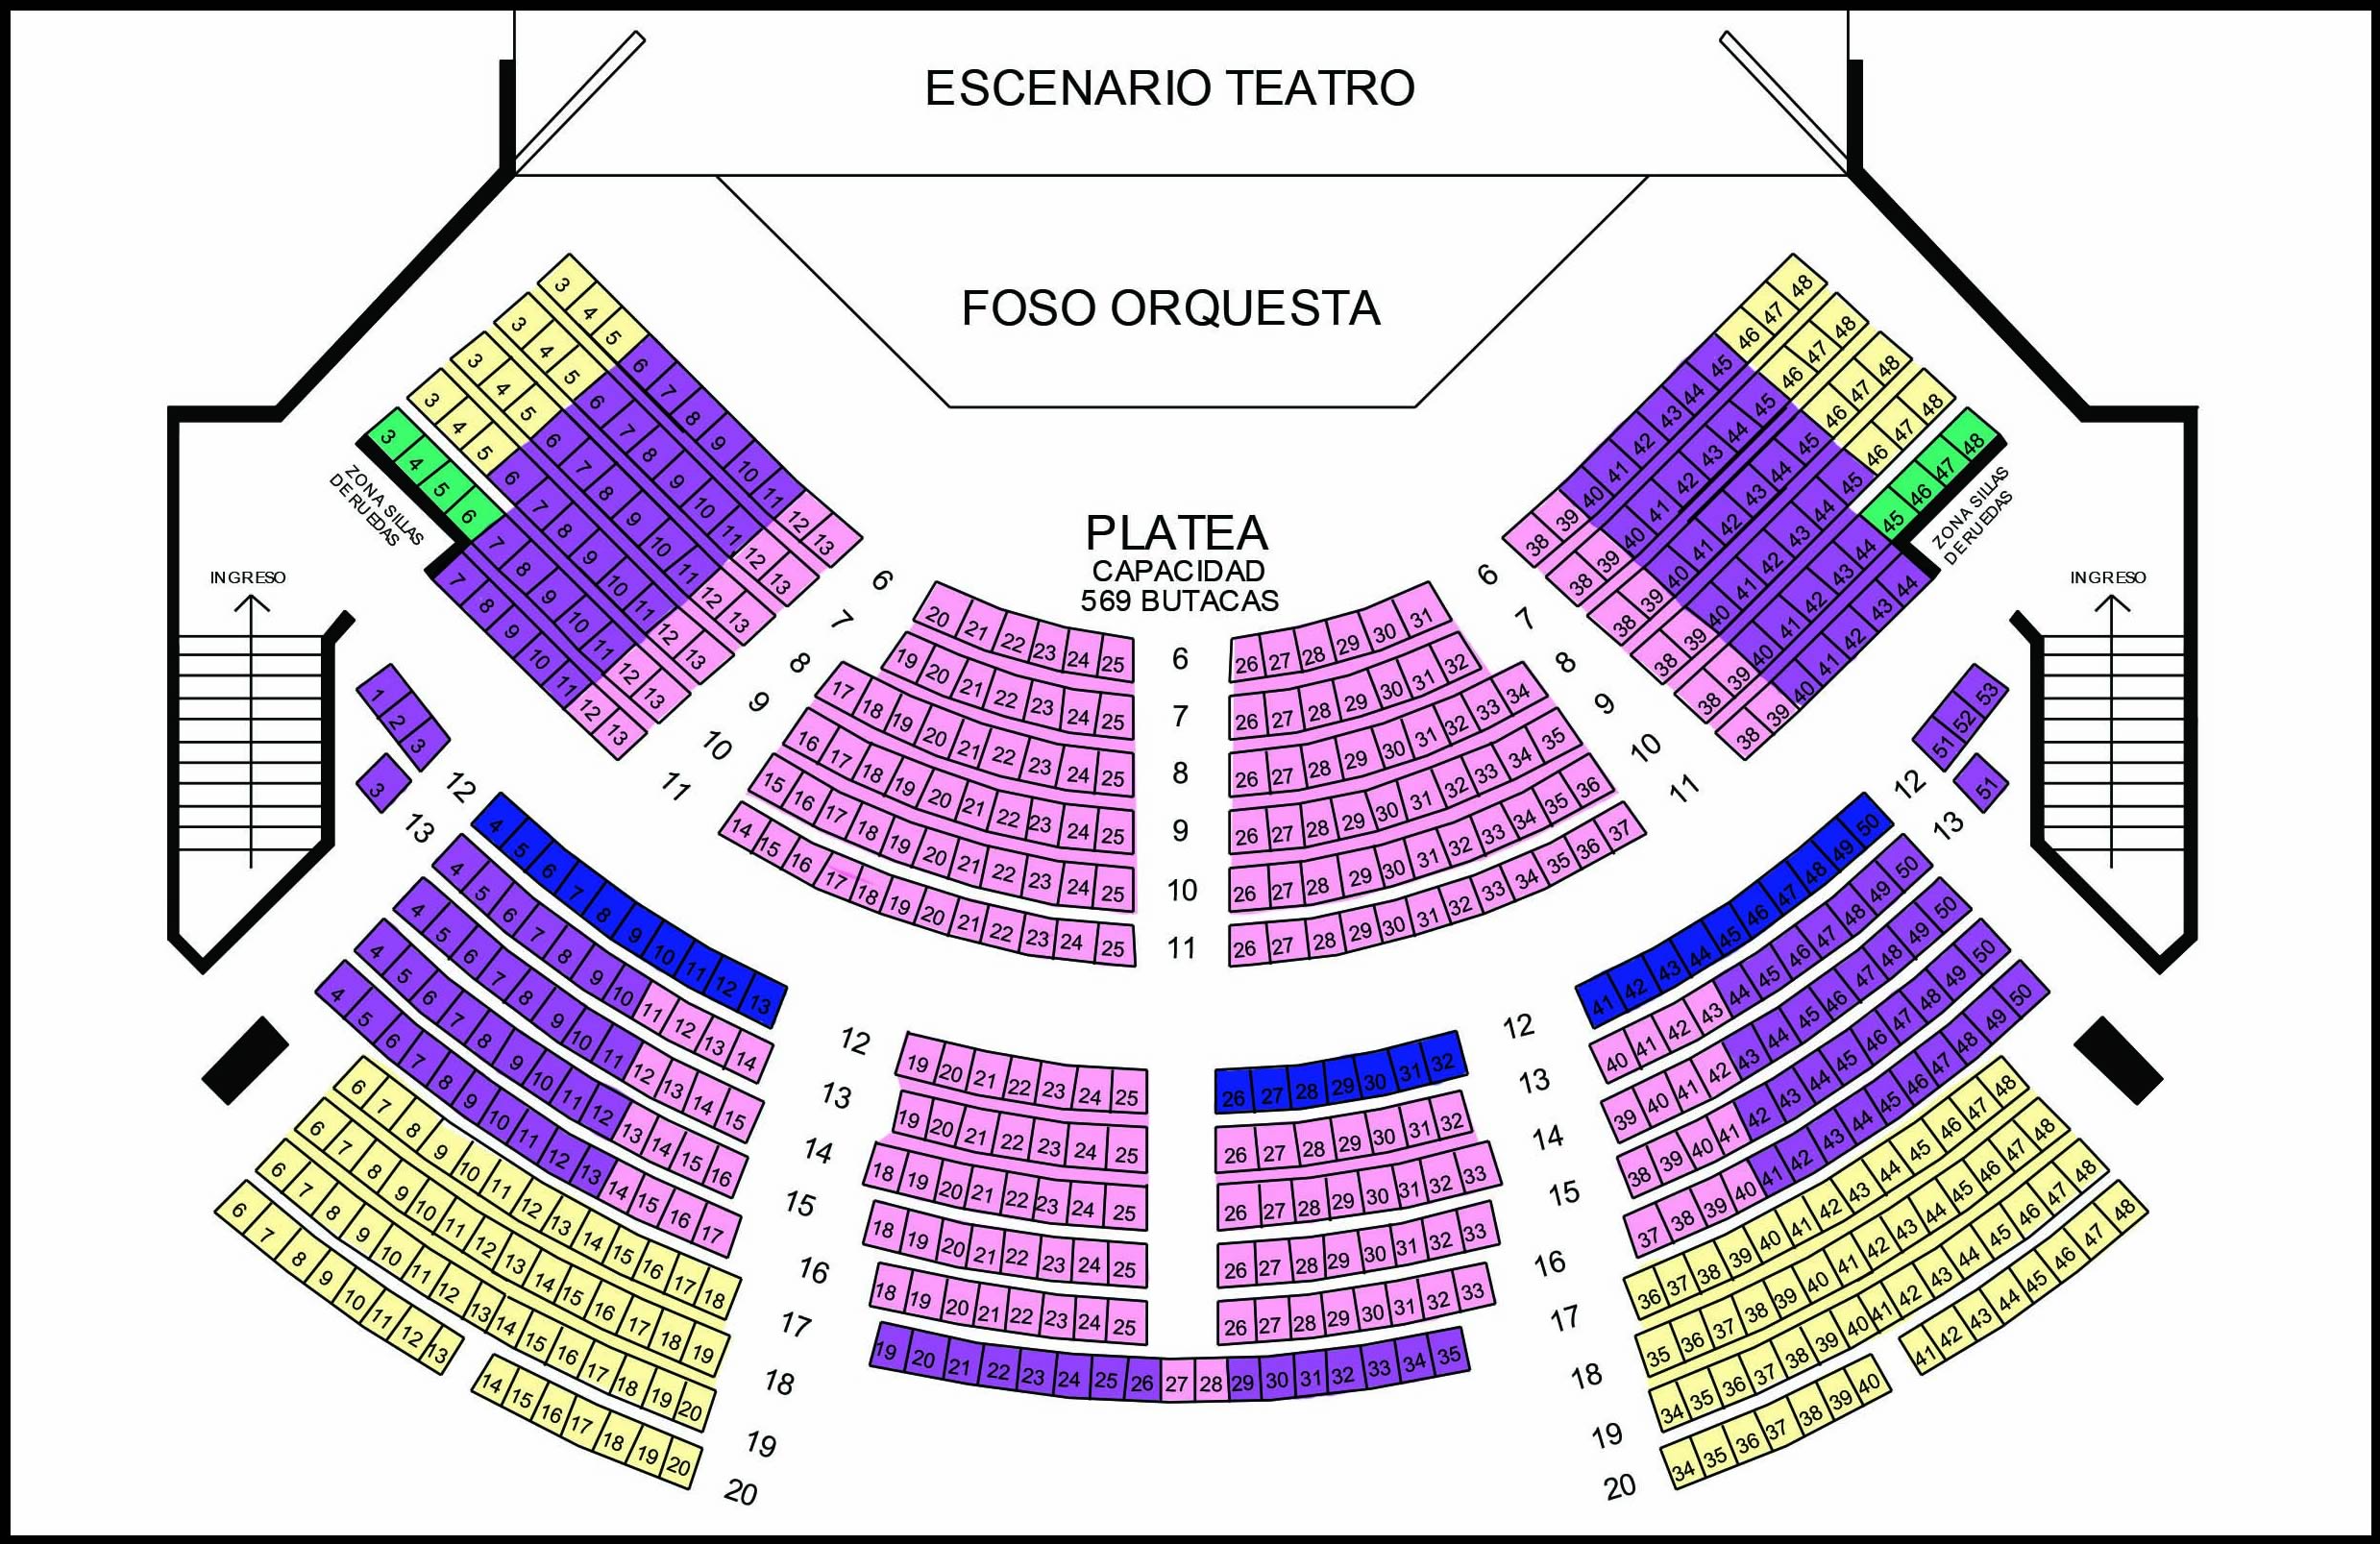 ESCENARIO TEATRO
FOSO ORQUESTA
PLATEA
CAPACIDAD
569 BUTACAS
3 4 5 6 7 8 9 10 11 12 13 6
3 4 5 6 7 8 9 10 11 12 13 7
3 4 5 6 7 8 9 10 11 12 13 8
3 4 5 6 7 8 9 10 11 12 13 9
3 4 5 6 7 8 9 10 11 12 13 10
7 8 9 10 11 12 13 11
ZONA SILLAS
DE RUEDAS
INGRESO
20 21 22 23 24 25 6 26 27 28 29 30 31
19 20 21 22 23 24 25 7 26 27 28 29 30 31 32
17 18 19 20 21 22 23 24 25 8 26 27 28 29 30 31 32 33 34
16 17 18 19 20 21 22 23 24 25 9 26 27 28 29 30 31 32 33 34 35
15 16 17 18 19 20 21 22 23 24 25 10 26 27 28 29 30 31 32 33 34 35 36
14 15 16 17 18 19 20 21 22 23 24 25 11 26 27 28 29 30 31 32 33 34 35 36 37
6 38 39 40 41 42 43 44 45 46 47 48
7 38 39 40 41 42 43 44 45 46 47 48
8 38 39 40 41 42 43 44 45 46 47 48
9 38 39 40 41 42 43 44 45 46 47 48
10 38 39 40 41 42 43 44 45 46 47 48
11 38 39 40 41 42 43 44
ZONA SILLAS
DE RUEDAS
INGRESO
1 2 3 12
3 13
4 5 6 7 8 9 10 11 12 13 12
4 5 6 7 8 9 10 11 12 13 14 13
4 5 6 7 8 9 10 11 12 13 14 15 14
4 5 6 7 8 9 10 11 12 13 14 15 16 15
4 5 6 7 8 9 10 11 12 13 14 15 16 17 16
6 7 8 9 10 11 12 13 14 15 16 17 18 17
6 7 8 9 10 11 12 13 14 15 16 17 18 19 18
6 7 8 9 10 11 12 13 14 15 16 17 18 19 20 19
6 7 8 9 10 11 12 13 14 15 16 17 18 19 20 20
19 20 21 22 23 24 25 26 27 28 29 30 31 32
19 20 21 22 23 24 25 26 27 28 29 30 31 32
18 19 20 21 22 23 24 25 26 27 28 29 30 31 32 33
18 19 20 21 22 23 24 25 26 27 28 29 30 31 32 33
18 19 20 21 22 23 24 25 26 27 28 29 30 31 32 33
19 20 21 22 23 24 25 26 27 28 29 30 31 32 33 34 35
12 51 52 53
13 51
12 41 42 43 44 45 46 47 48 49 50
13 40 41 42 43 44 45 46 47 48 49 50
14 39 40 41 42 43 44 45 46 47 48 49 50
15 38 39 40 41 42 43 44 45 46 47 48 49 50
16 37 38 39 40 41 42 43 44 45 46 47 48 49 50
17 36 37 38 39 40 41 42 43 44 45 46 47 48
18 35 36 37 38 39 40 41 42 43 44 45 46 47 48
19 34 35 36 37 38 39 40 41 42 43 44 45 46 47 48
20 34 35 36 37 38 39 40 41 42 43 44 45 46 47 48